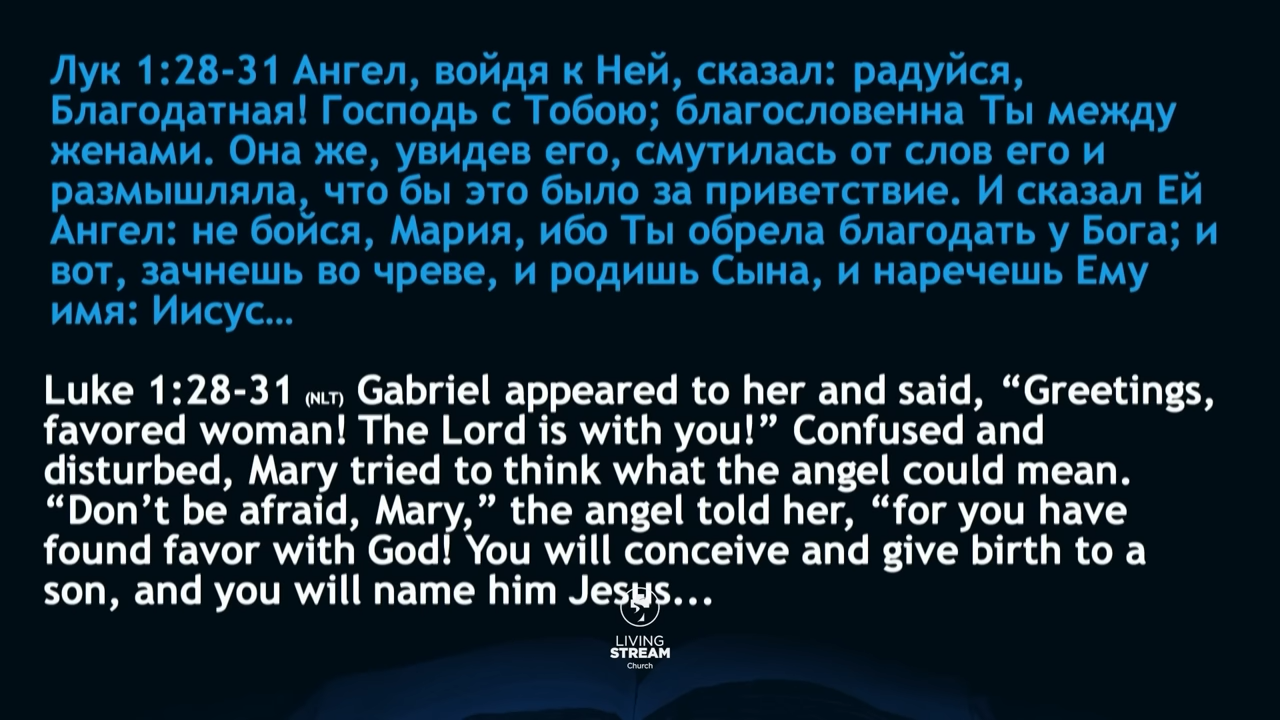 Лук 1:28-31 Ангел, войдя к Ней, сказал: радуйся,
Благодатная! Господь с Тобою; благословенна Ты между
женами. Она же, увидев его, смутилась от слов его и
размышляла, что бы это было за приветствие. И сказал Ей
Ангел: не бойся, Мария, ибо Ты обрела благодать у Бога; и
вот, зачнешь во чреве, и родишь Сына, и наречешь Ему
имя: Иисус…
Luke 1:28-31 (NLT) Gabriel appeared to her and said, “Greetings,
favored woman! The Lord is with you!” Confused and
disturbed, Mary tried to think what the angel could mean.
“Don’t be afraid, Mary,” the angel told her, “for you have
found favor with God! You will conceive and give birth to a
son, and you will name him Jesus...
LIVING
STREAM
Church